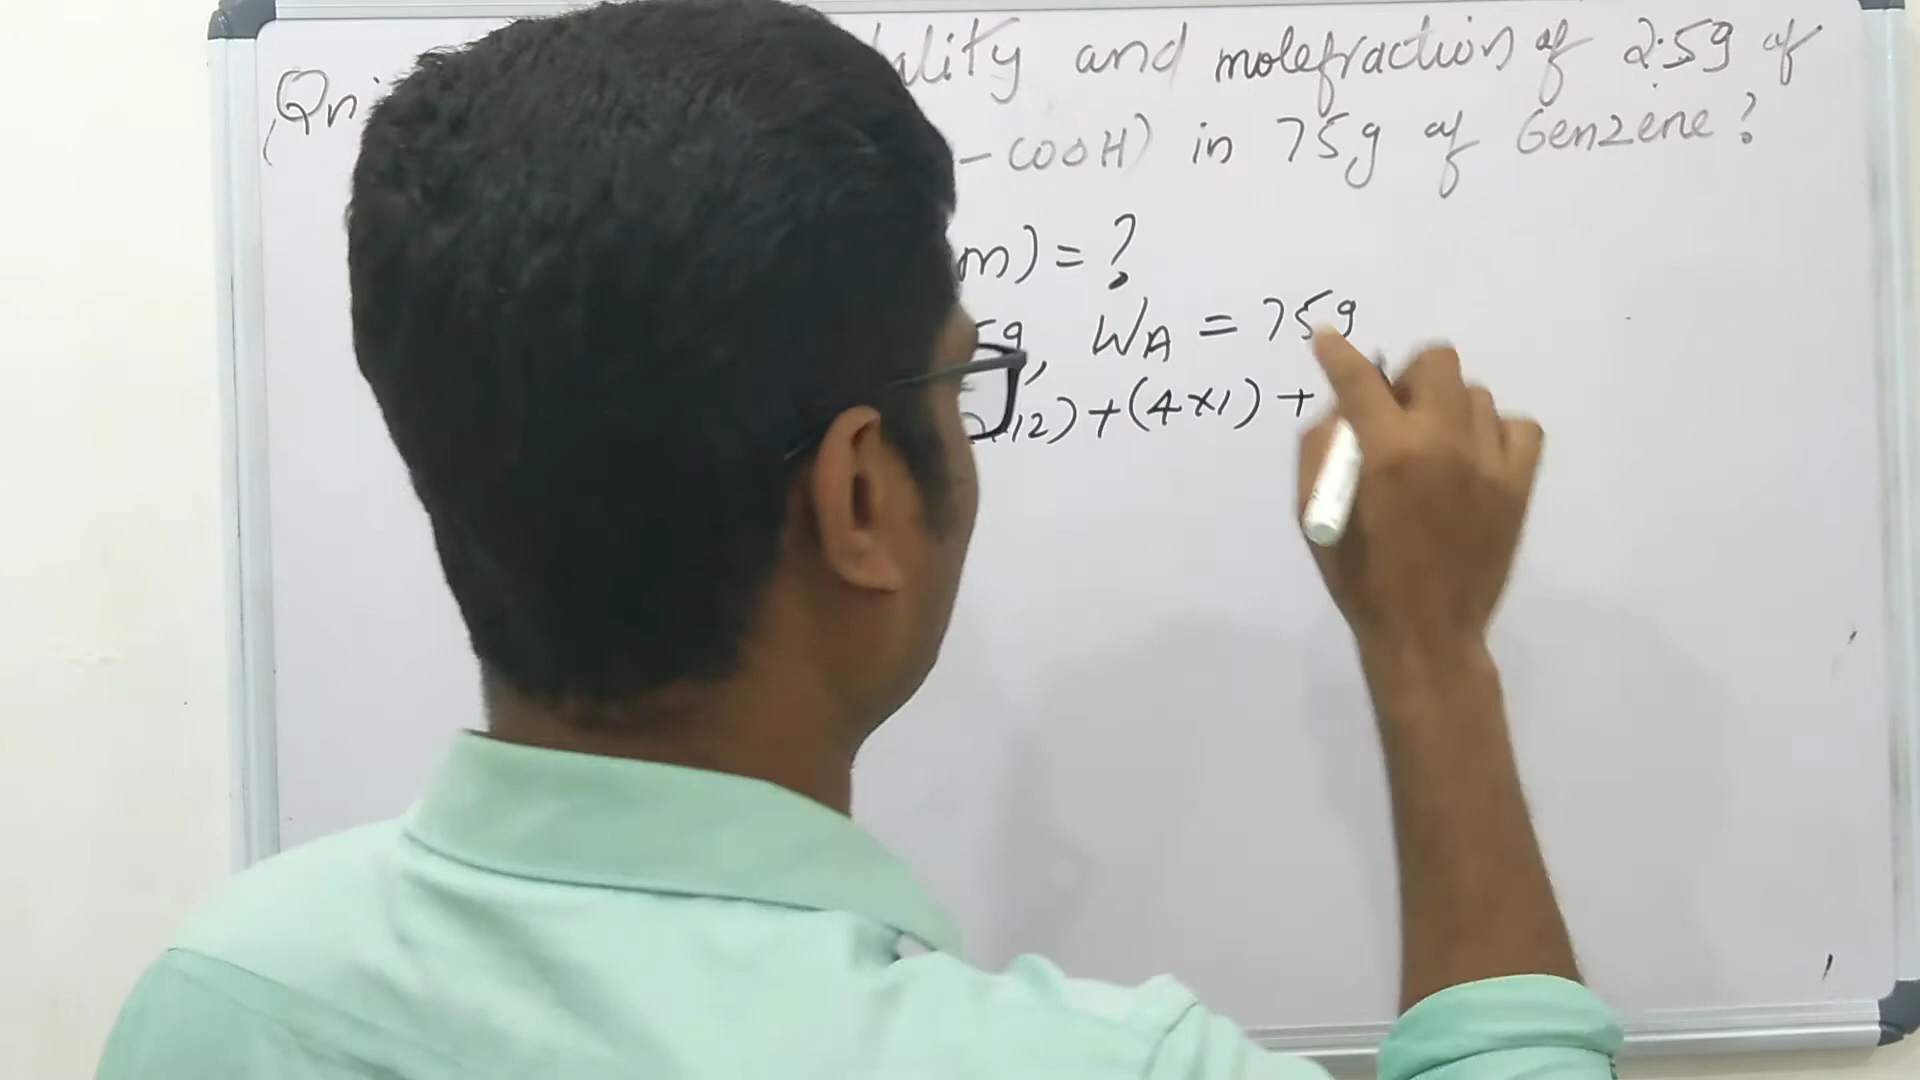 Qn ality and molefraction of 2.5g of
-COOH) in 75g of benzene?
m) = ?
5g, WA = 75g
12) + (4×1) +